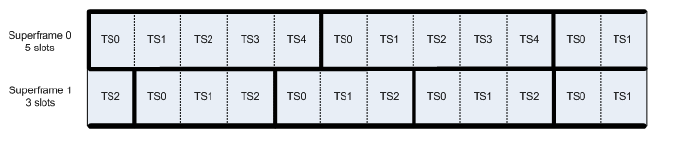 Superframe 0
5 slots
TS0 TS1 TS2 TS3 TS4 TS0 TS1 TS2 TS3 TS4 TS0 TS1
Superframe 1
3 slots
TS2 TS0 TS1 TS2 TS0 TS1 TS2 TS0 TS1 TS2 TS0 TS1